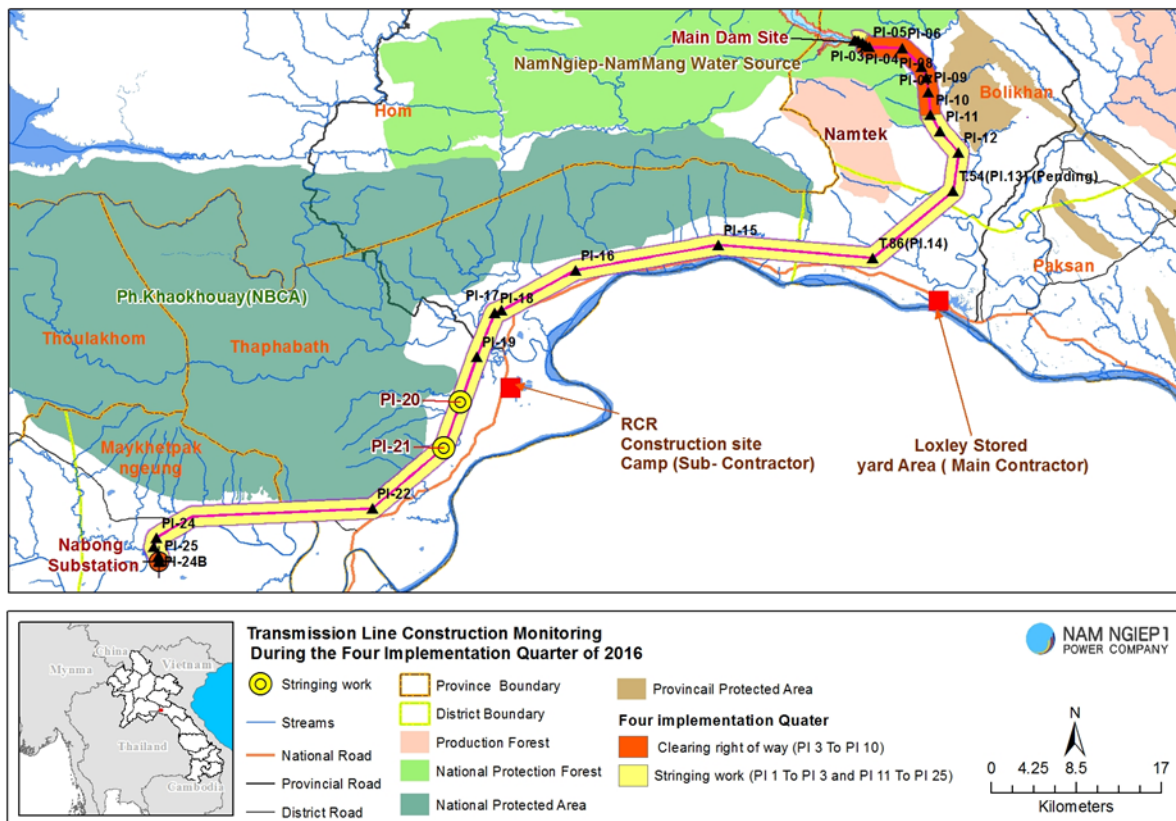 PI-05
PI-06
Main Dam Site
PI-03
PI-04
PI-08
NamNgiep-NamMang Water Source
PI-09
Bolikhan
PI-10
Hom
PI-11
Namtek
PI-12
T.54(PI.13) (Pending)
PI-15
T.86(PI.14)
PI-16
Paksan
Ph.Khaokhouay(NBCA)
PI-17
PI-18
Thoulakhom
Thaphabath
PI-19
PI-20
RCR
Construction site
Camp (Sub- Contractor)
Loxley Stored
yard Area ( Main Contractor)
PI-21
Maykhetpak
ngeung
PI-22
PI-24
PI-25
Nabong
Substation
PI-24B
China
Mynma
Vietnam
Thailand
Cambodia
Transmission Line Construction Monitoring
During the Four Implementation Quarter of 2016
Stringing work
Streams
National Road
Provincial Road
District Road
Province Boundary
District Boundary
Production Forest
National Protection Forest
National Protected Area
Provincail Protected Area
Four implementation Quater
Clearing right of way (PI 3 To PI 10)
Stringing work (PI 1 To PI 3 and PI 11 To PI 25)
NAM NGIEP1
POWER COMPANY
N
0 4.25 8.5 17
Kilometers